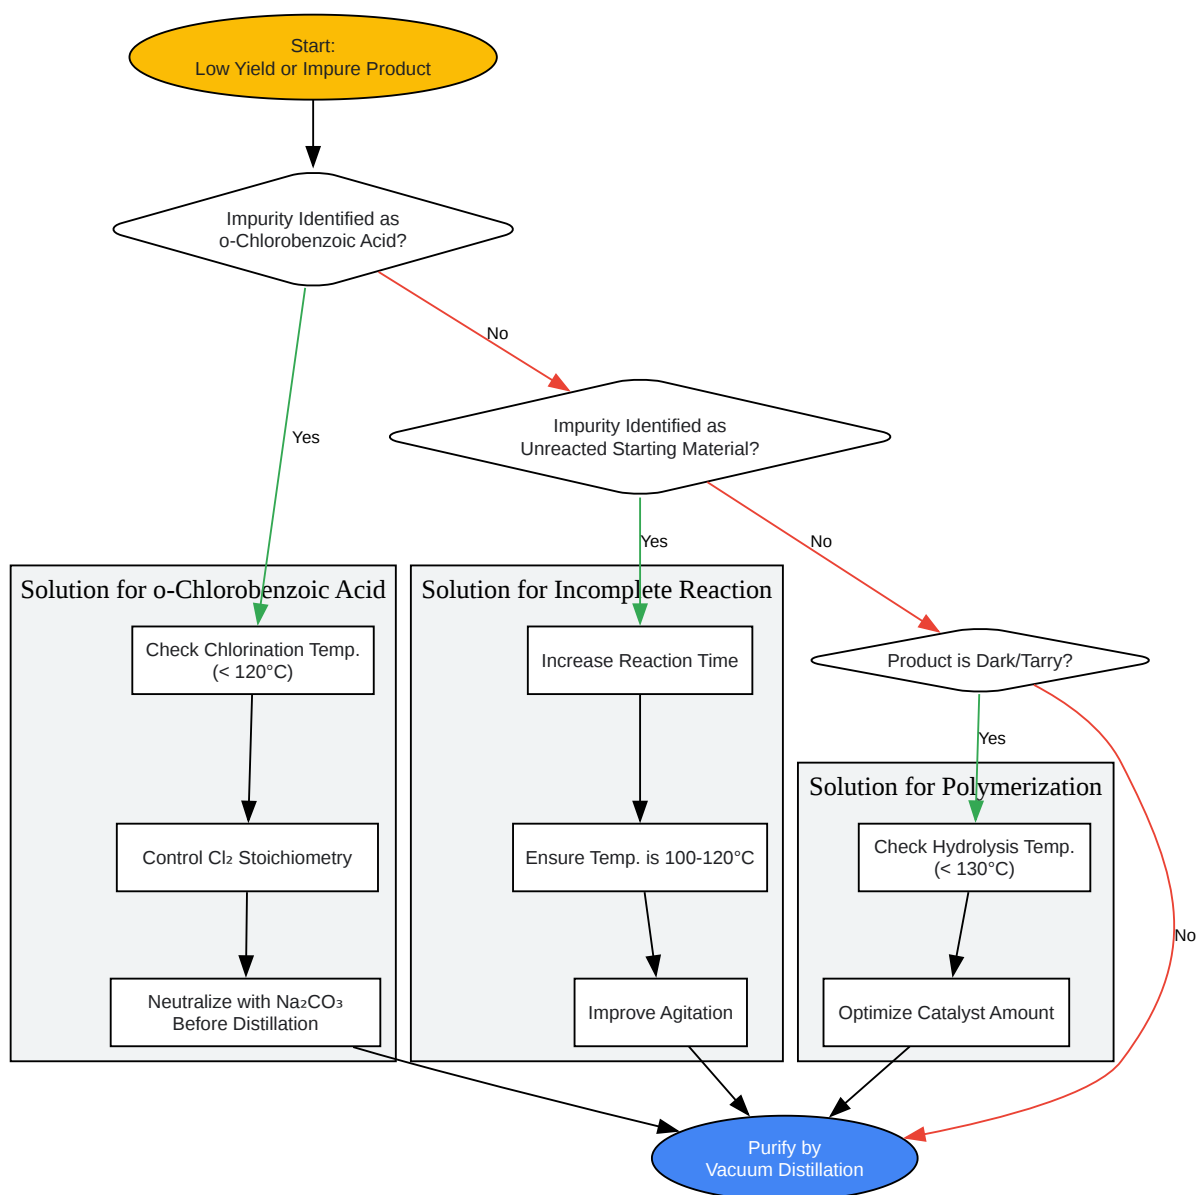 Start:
Low Yield or Impure Product
Impurity Identified as
o-Chlorobenzoic Acid?
No
Yes
Impurity Identified as
Unreacted Starting Material?
Yes
No
Solution for o-Chlorobenzoic Acid
Check Chlorination Temp.
(< 120°C)
Control Cl₂ Stoichiometry
Neutralize with Na₂CO₃
Before Distillation
Solution for Incomplete Reaction
Increase Reaction Time
Ensure Temp. is 100-120°C
Improve Agitation
Product is Dark/Tarry?
Yes
No
Solution for Polymerization
Check Hydrolysis Temp.
(< 130°C)
Optimize Catalyst Amount
Purify by
Vacuum Distillation